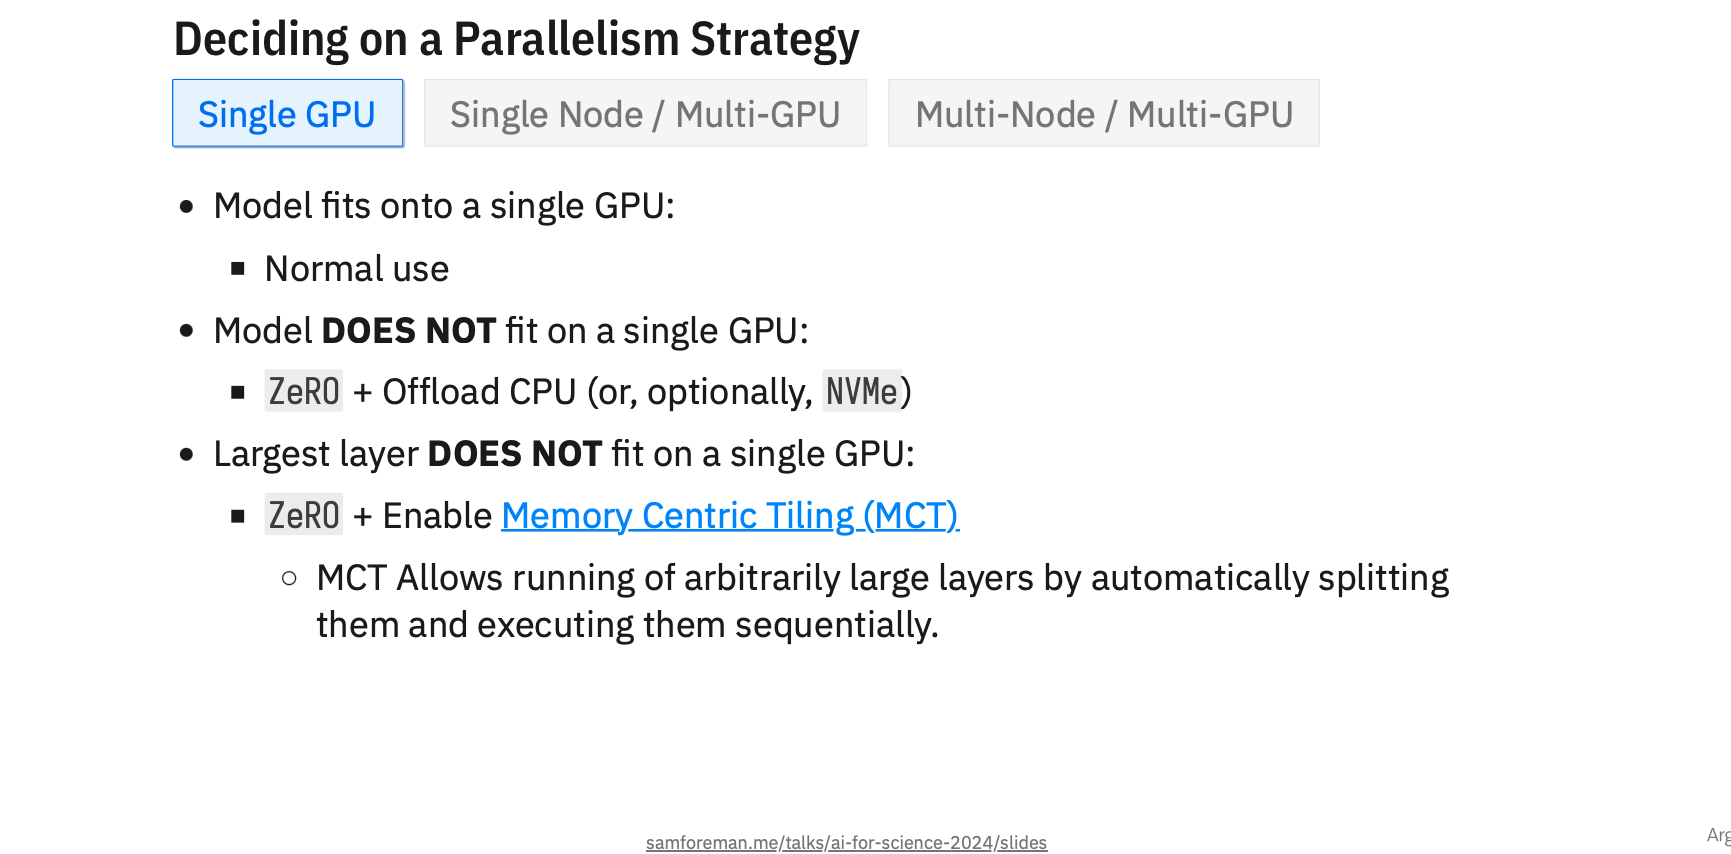 Deciding on a Parallelism Strategy
Single GPU
Single Node / Multi-GPU
Multi-Node / Multi-GPU
Model fits onto a single GPU:
Normal use
Model DOES NOT fit on a single GPU:
ZeRO + Offload CPU (or, optionally, NVMe)
Largest layer DOES NOT fit on a single GPU:
ZeRO + Enable Memory Centric Tiling (MCT)
MCT Allows running of arbitrarily large layers by automatically splitting
them and executing them sequentially.
samforeman.me/talks/ai-for-science-2024/slides